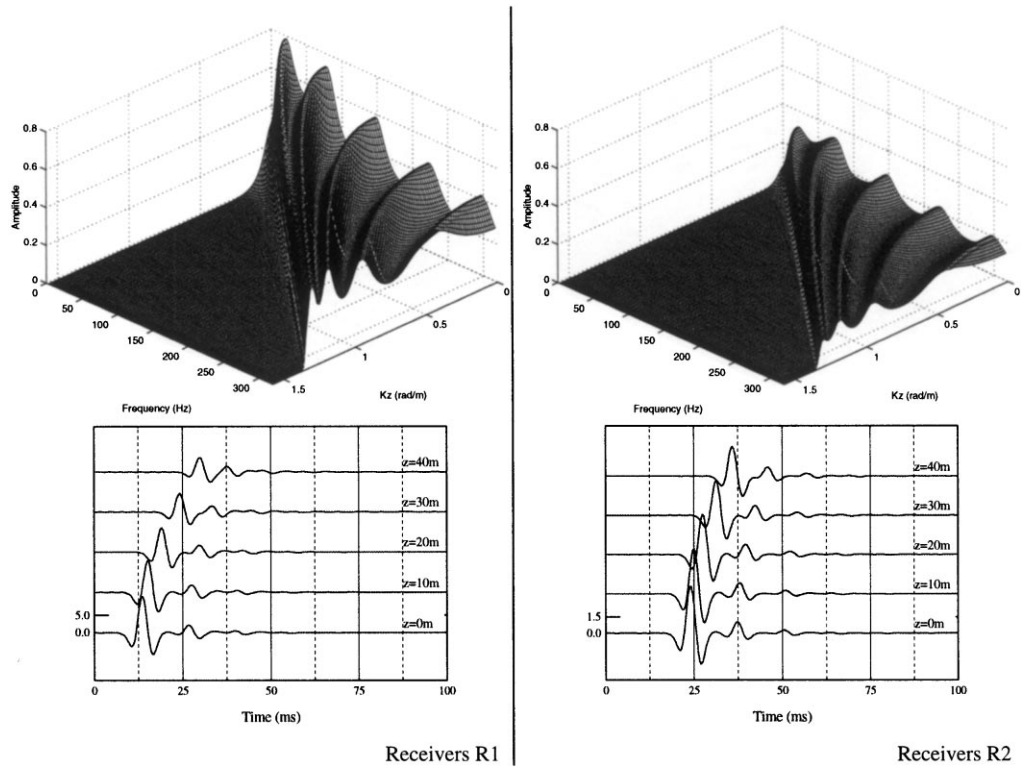 0.8
0.6
0.4
0.2
0
Amplitude
0
50
100
150
200
250
300
Frequency (Hz)
1.5
1
0.5
0
Kz (rad/m)
z=40m
z=30m
z=20m
z=10m
z=0m
5.0
0.0
0
25
50
75
100
Time (ms)
Receivers R1
0.8
0.6
0.4
0.2
0
Amplitude
0
50
100
150
200
250
300
Frequency (Hz)
1.5
1
0.5
0
Kz (rad/m)
z=40m
z=30m
z=20m
z=10m
z=0m
1.5
0.0
0
25
50
75
100
Time (ms)
Receivers R2